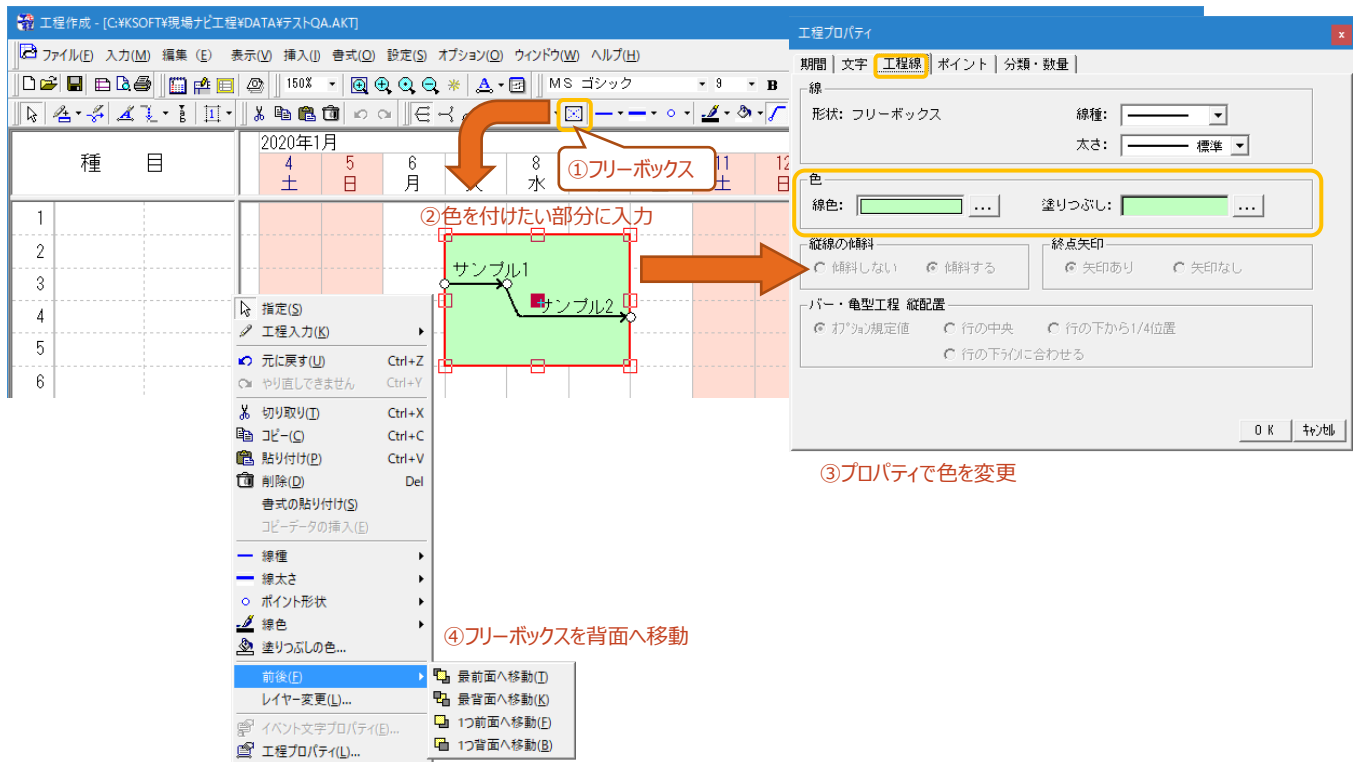 工程作成 - [C:¥KSOFT¥現場ナビ工程¥DATA¥テストQA.AKT]
ファイル(F) 入力(M) 編集 (E) 表示(V) 挿入(I) 書式(O) 設定(S) オプション(O) ウィンドウ(W) ヘルプ(H)
150% MS ゴシック 9 B
①フリーボックス
種 目
2020年1月
4 5 6 8 11 12
土 日 月 火 水 土 日
②色を付けたい部分に入力
1
2
3
4
5
6
サンプル1
サンプル2
指定(S)
工程入力(K)
元に戻す(U) Ctrl+Z
やり直しできません Ctrl+Y
切り取り(T) Ctrl+X
コピー(C) Ctrl+C
貼り付け(P) Ctrl+V
削除(D) Del
書式の貼り付け(S)
コピーデータの挿入(E)
線種
線太さ
ポイント形状
線色
塗りつぶしの色...
前後(F)
レイヤー変更(L)...
イベント文字プロパティ(E)...
工程プロパティ(L)...
④フリーボックスを背面へ移動
最前面へ移動(T)
最背面へ移動(K)
1つ前面へ移動(F)
1つ背面へ移動(B)
工程プロパティ x
期間 文字 工程線 ポイント 分類・数量
線
形状: フリーボックス 線種:
太さ: 標準
色
線色: ... 塗りつぶし: ...
縦線の傾斜 終点矢印
傾斜しない 傾斜する 矢印あり 矢印なし
バー・亀型工程 縦配置
オプション規定値 行の中央 行の下から1/4位置
行の下ラインに合わせる
OK キャンセル
③プロパティで色を変更